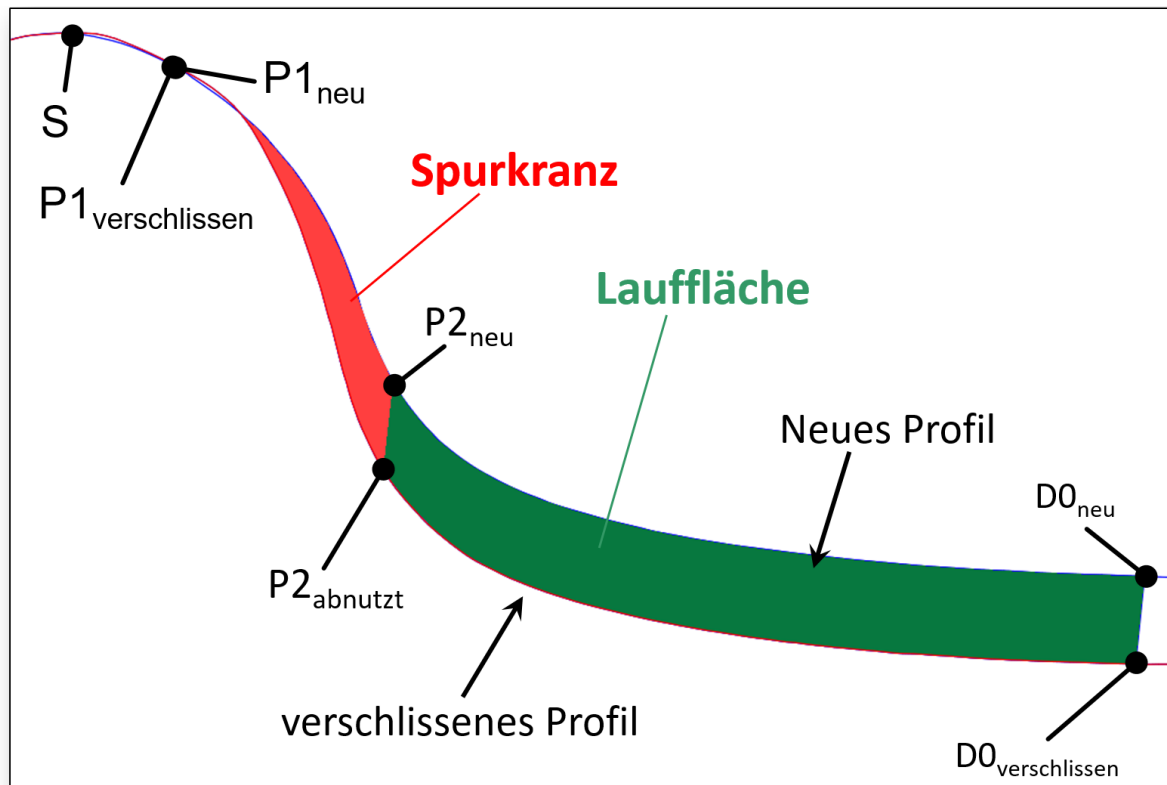 S
P1neu
P1verschlissen
Spurkranz
Lauffläche
P2neu
Neues Profil
D0neu
P2abnutzt
verschlissenes Profil
D0verschlissen